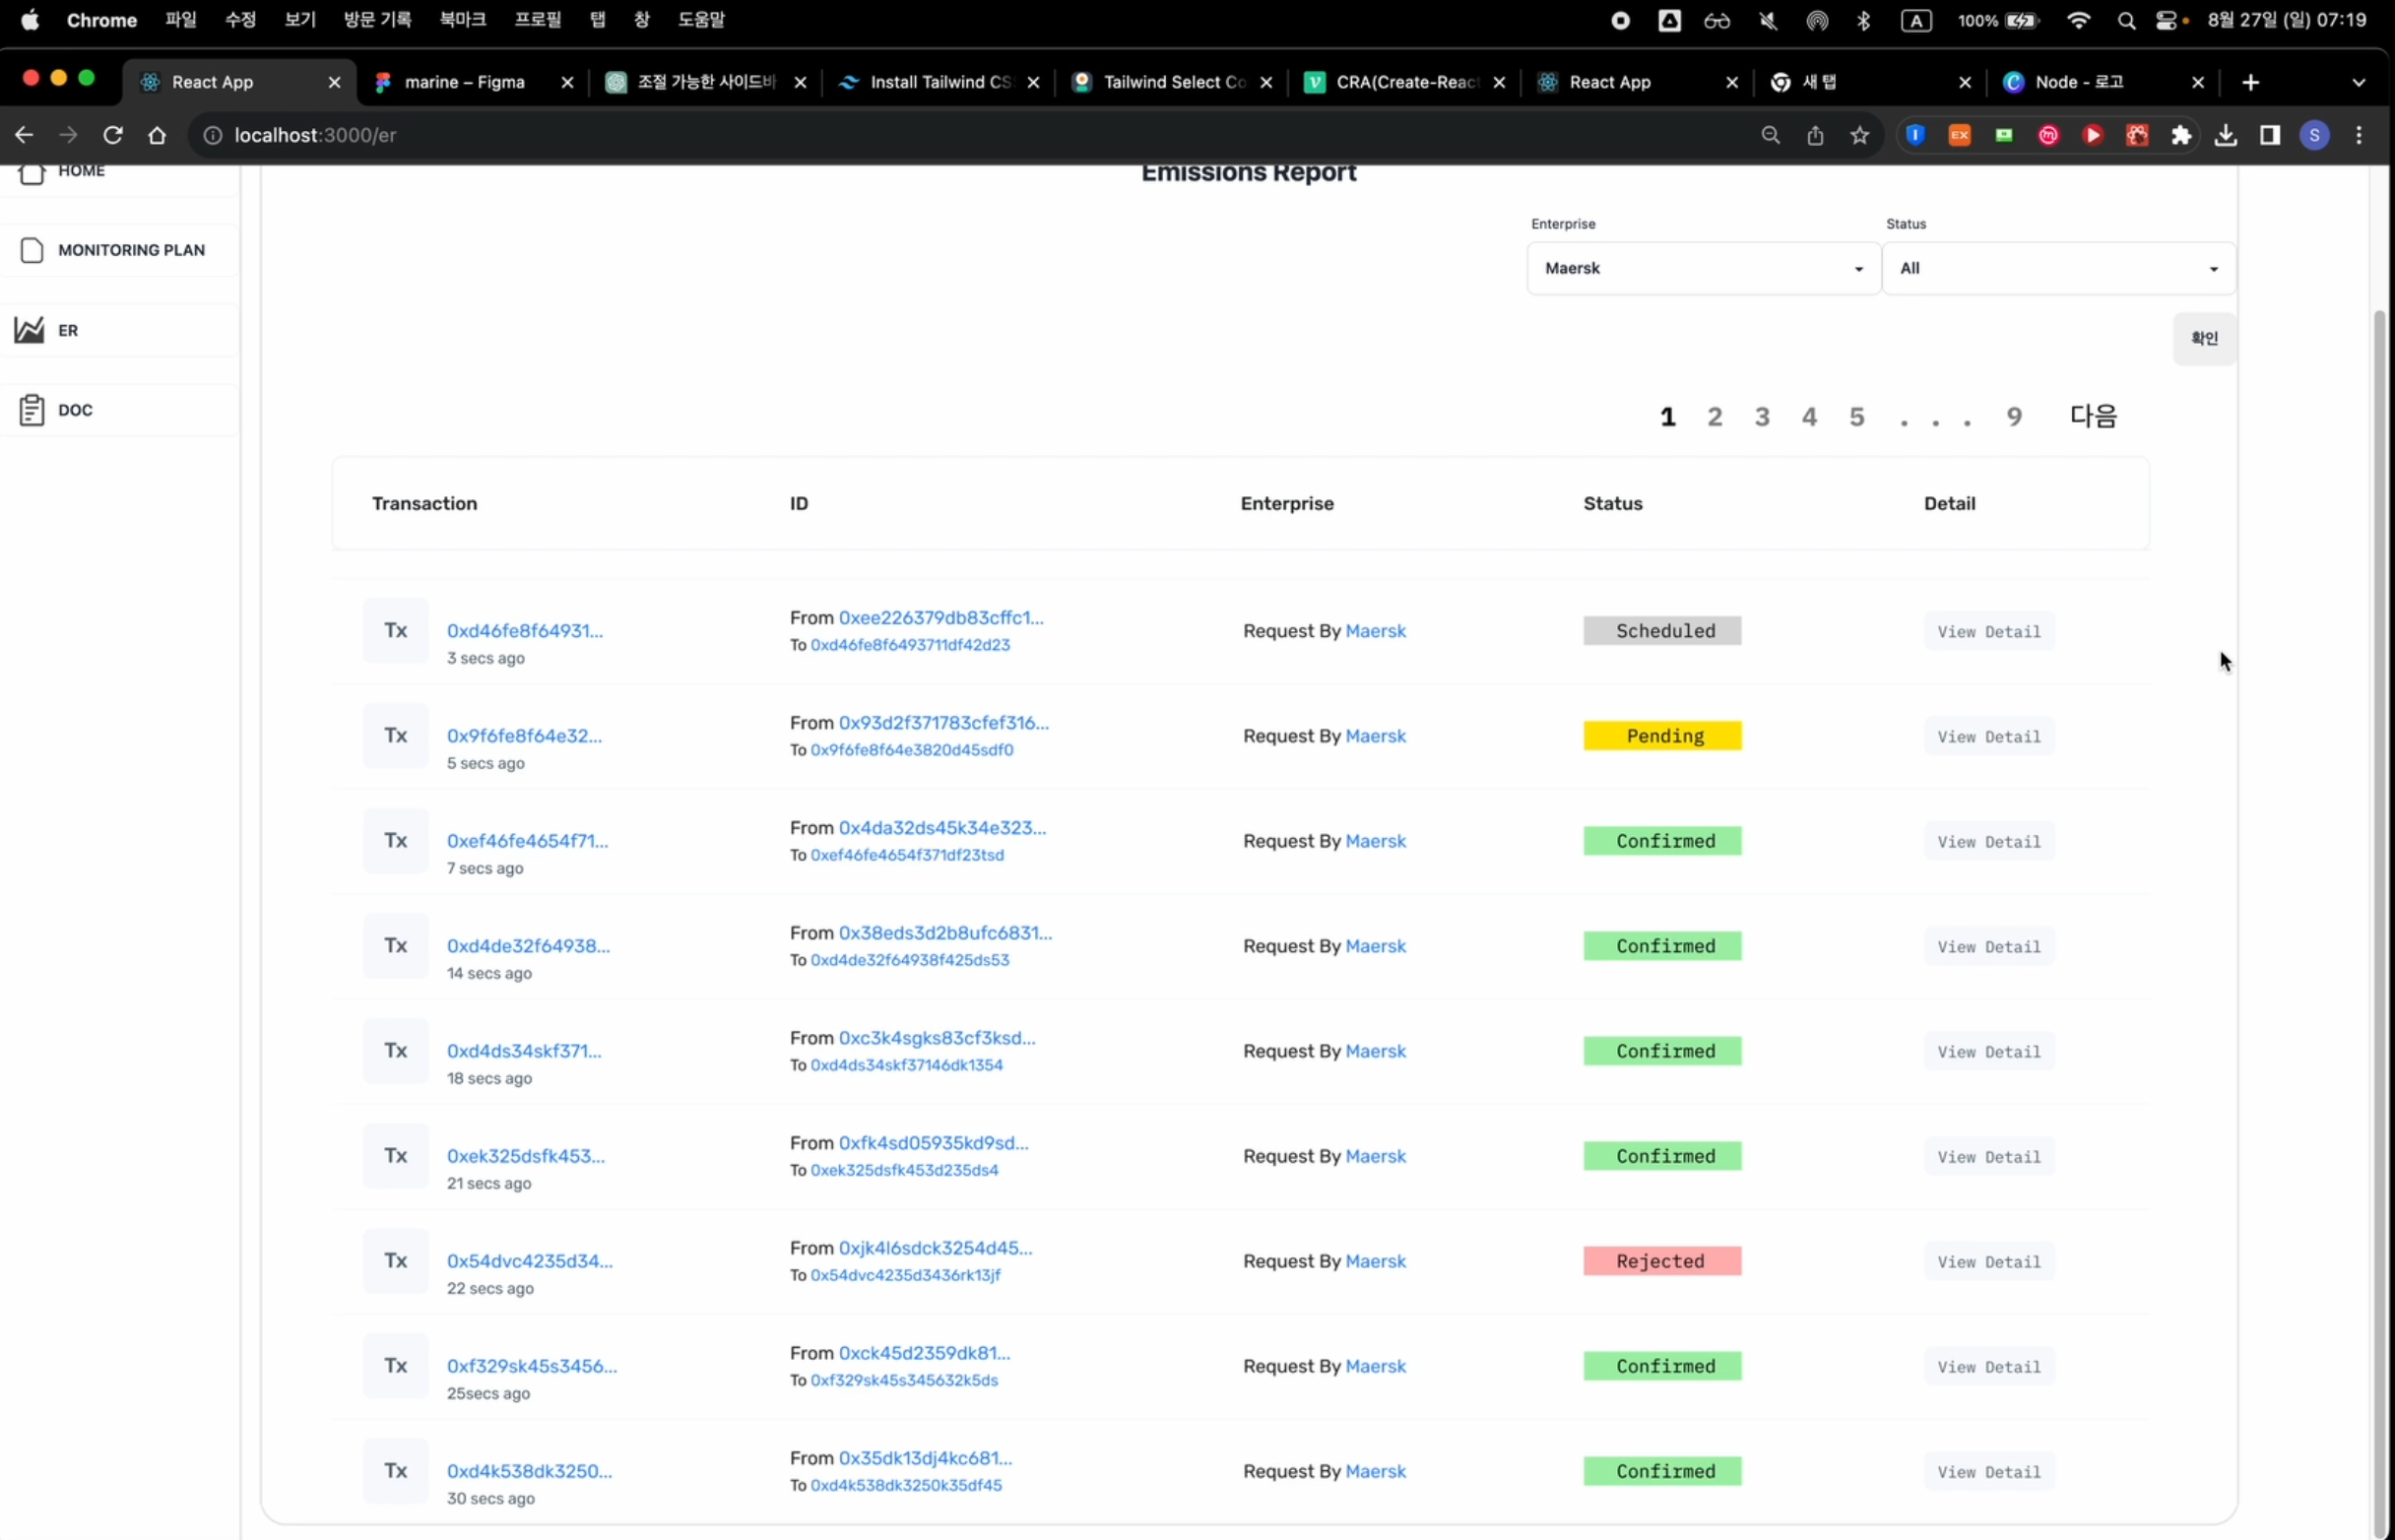 Chrome 파일 수정 보기 방문 기록 북마크 프로필 탭 창 도움말 A 100% 8월 27일 (일) 07:19
React App marine – Figma 조절 가능한 사이드바 Install Tailwind CS Tailwind Select Co CRA(Create-Reac React App 새 탭 Node - 로고
localhost:3000/er
HOME
MONITORING PLAN
ER
DOC
Emissions Report
Enterprise Status
Maersk All
확인
1 2 3 4 5 . . . 9 다음
Transaction ID Enterprise Status Detail
Tx 0xd46fe8f64931... From 0xee226379db83cffc1... Request By Maersk Scheduled View Detail
3 secs ago To 0xd46fe8f6493711df42d23
Tx 0x9f6fe8f64e32... From 0x93d2f371783cfef316... Request By Maersk Pending View Detail
5 secs ago To 0x9f6fe8f64e3820d45sdf0
Tx 0xef46fe4654f71... From 0x4da32ds45k34e323... Request By Maersk Confirmed View Detail
7 secs ago To 0xef46fe4654f371df23tsd
Tx 0xd4de32f64938... From 0x38eds3d2b8ufc6831... Request By Maersk Confirmed View Detail
14 secs ago To 0xd4de32f64938f425ds53
Tx 0xd4ds34skf371... From 0xc3k4sgks83cf3ksd... Request By Maersk Confirmed View Detail
18 secs ago To 0xd4ds34skf37146dk1354
Tx 0xek325dsfk453... From 0xfk4sd05935kd9sd... Request By Maersk Confirmed View Detail
21 secs ago To 0xek325dsfk453d235ds4
Tx 0x54dvc4235d34... From 0xjk4l6sdck3254d45... Request By Maersk Rejected View Detail
22 secs ago To 0x54dvc4235d3436rk13jf
Tx 0xf329sk45s3456... From 0xck45d2359dk81... Request By Maersk Confirmed View Detail
25secs ago To 0xf329sk45s345632k5ds
Tx 0xd4k538dk3250... From 0x35dk13dj4kc681... Request By Maersk Confirmed View Detail
30 secs ago To 0xd4k538dk3250k35df45